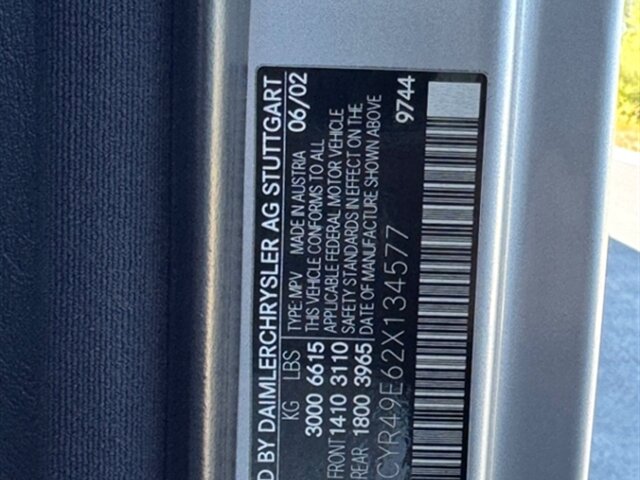 D BY DAIMLERCHRYSLER AG STUTTGART
KG LBS TYPE: MPV MADE IN AUSTRIA 06/02
3000 6615 THIS VEHICLE CONFORMS TO ALL
FRONT 1410 3110 APPLICABLE FEDERAL MOTOR VEHICLE
REAR 1800 3965 SAFETY STANDARDS IN EFFECT ON THE
DATE OF MANUFACTURE SHOWN ABOVE
CYR49E62X134577 9744